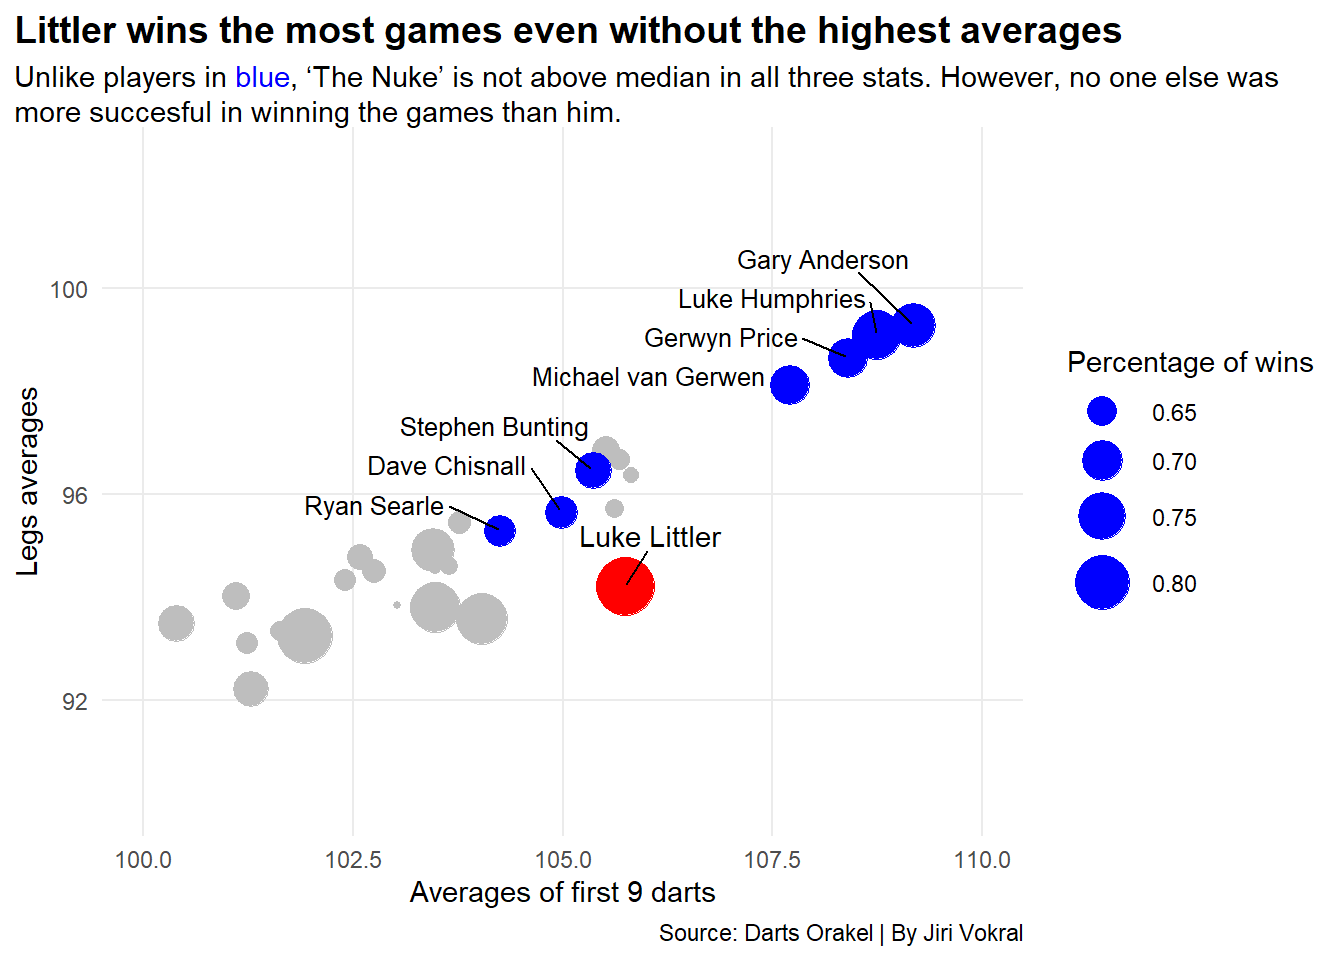 Littler wins the most games even without the highest averages
Unlike players in blue, ‘The Nuke’ is not above median in all three stats. However, no one else was
more succesful in winning the games than him.
Gary Anderson
Luke Humphries
Gerwyn Price
Michael van Gerwen
Stephen Bunting
Dave Chisnall
Ryan Searle
Luke Littler
Legs averages
100
96
92
100.0
102.5
105.0
107.5
110.0
Averages of first 9 darts
Percentage of wins
0.65
0.70
0.75
0.80
Source: Darts Orakel | By Jiri Vokral